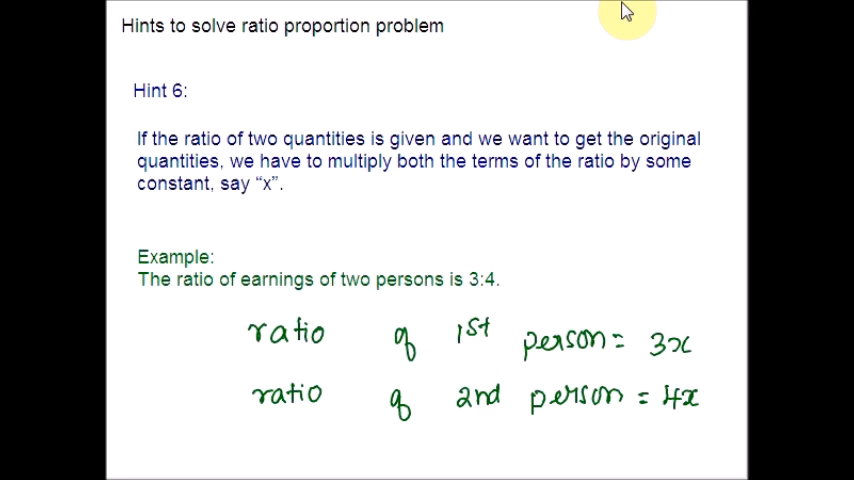 Hints to solve ratio proportion problem
Hint 6:
If the ratio of two quantities is given and we want to get the original
quantities, we have to multiply both the terms of the ratio by some
constant, say “x”.
Example:
The ratio of earnings of two persons is 3:4.
ratio of 1st person = 3x
ratio of 2nd person = 4x